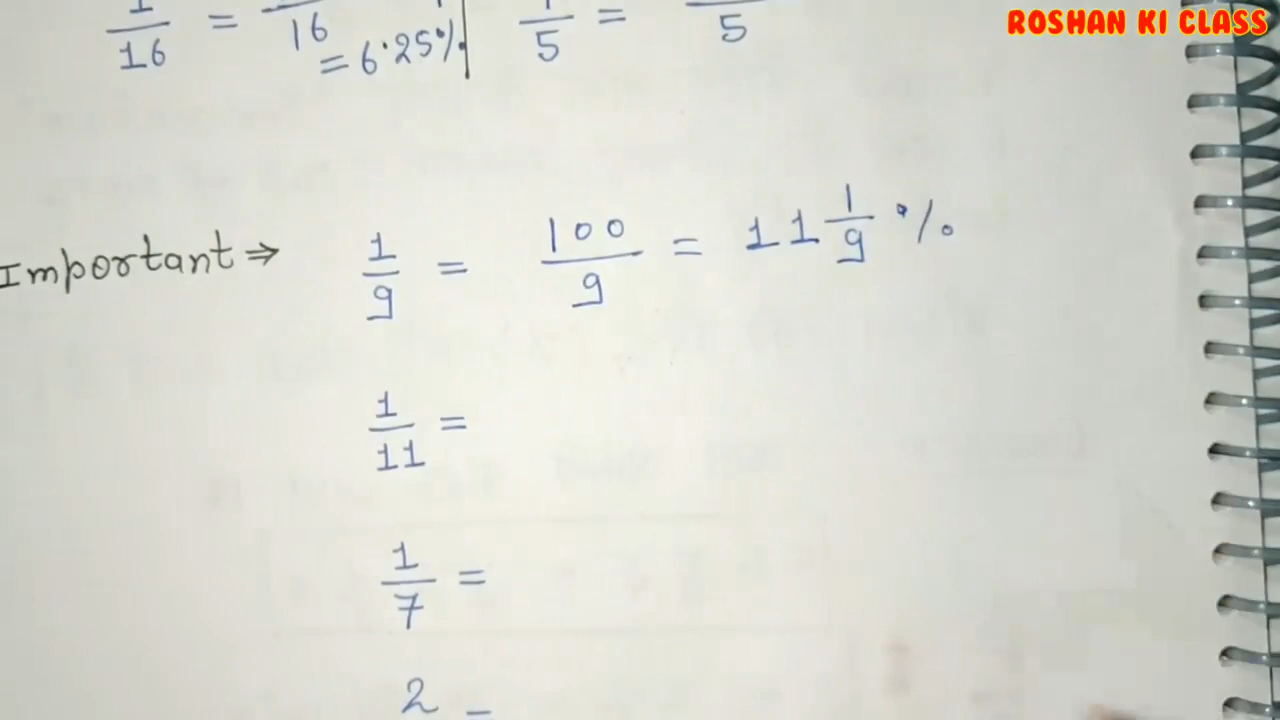 ROSHAN KI CLASS
1/16 = /16 = 6.25%
1/5 = /5
Important ⇒ 1/9 = 100/9 = 11 1/9 %
1/11 =
1/7 =
2 =